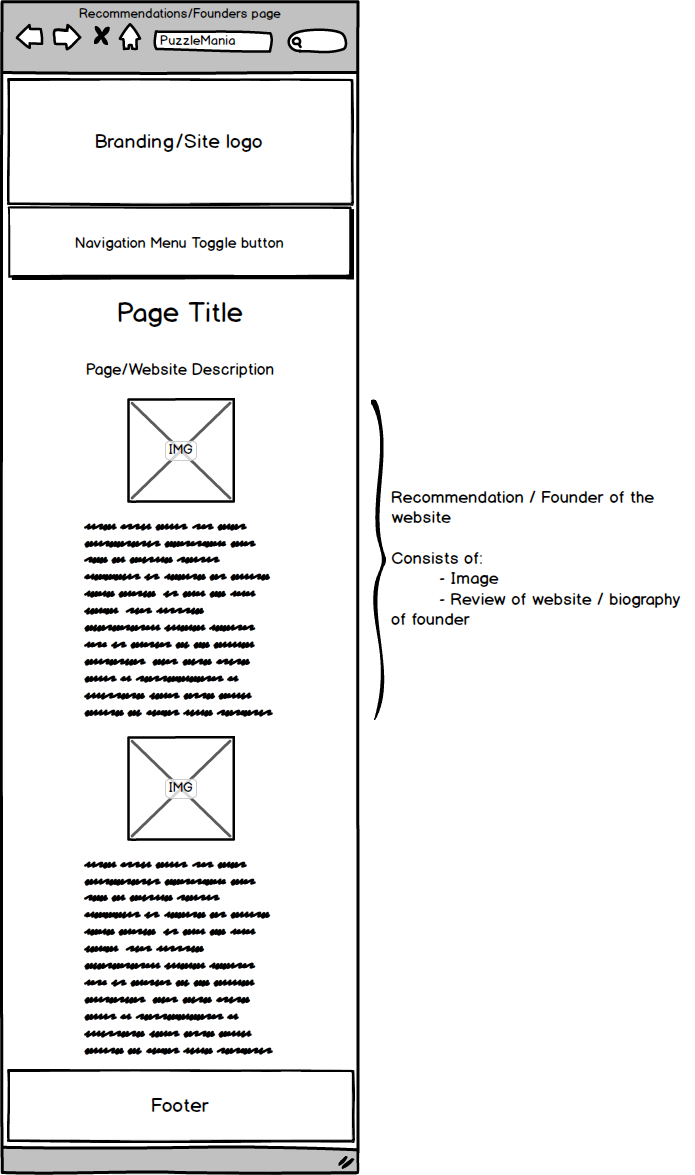 Recommendations/Founders page
PuzzleMania
Branding/Site logo
Navigation Menu Toggle button
Page Title
Page/Website Description
IMG
Recommendation / Founder of the
website
Consists of:
- Image
- Review of website / biography
of founder
IMG
Footer